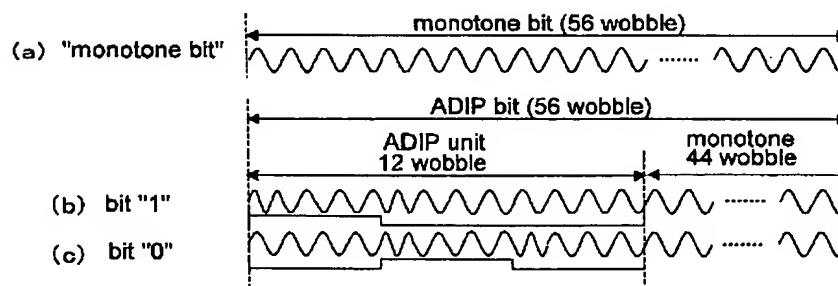 monotone bit (56 wobble)
(a) "monotone bit"
ADIP bit (56 wobble)
ADIP unit
12 wobble
monotone
44 wobble
(b) bit "1"
(c) bit "0"